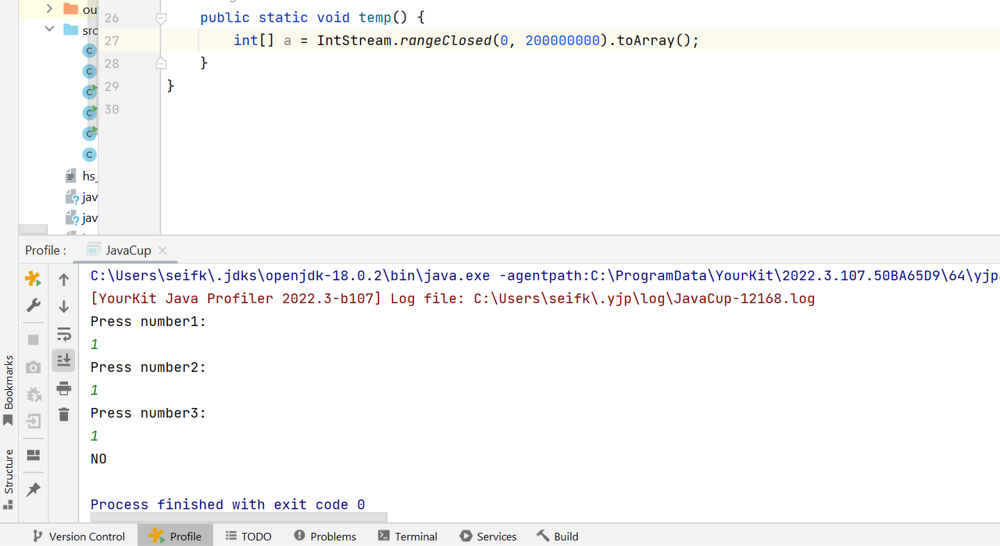 ou
src
hs_
jav
jav
26 public static void temp() {
27 int[] a = IntStream.rangeClosed(0, 200000000).toArray();
28 }
29 }
30
Profile : JavaCup
C:\Users\seifk\.jdks\openjdk-18.0.2\bin\java.exe -agentpath:C:\ProgramData\YourKit\2022.3.107.50BA65D9\64\yjpa
[YourKit Java Profiler 2022.3-b107] Log file: C:\Users\seifk\.yjp\log\JavaCup-12168.log
Press number1:
1
Press number2:
1
Press number3:
1
NO
Process finished with exit code 0
Bookmarks
Structure
Version Control Profile TODO Problems Terminal Services Build